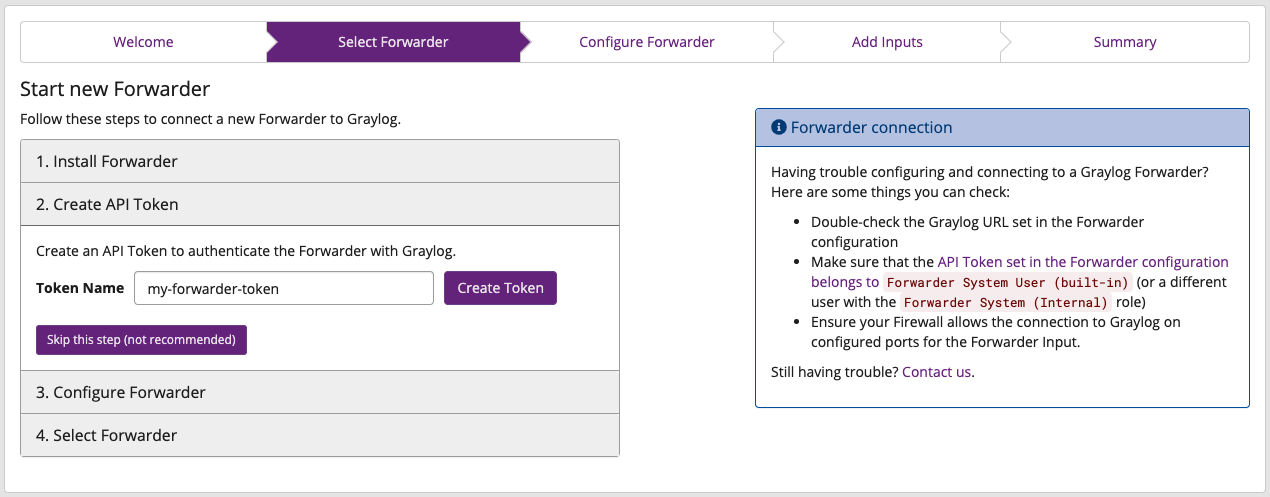 Welcome
Select Forwarder
Configure Forwarder
Add Inputs
Summary
Start new Forwarder
Follow these steps to connect a new Forwarder to Graylog.
1. Install Forwarder
2. Create API Token
Create an API Token to authenticate the Forwarder with Graylog.
Token Name
my-forwarder-token
Create Token
Skip this step (not recommended)
3. Configure Forwarder
4. Select Forwarder
Forwarder connection
Having trouble configuring and connecting to a Graylog Forwarder?
Here are some things you can check:
• Double-check the Graylog URL set in the Forwarder
configuration
• Make sure that the API Token set in the Forwarder configuration
belongs to Forwarder System User (built-in) (or a different
user with the Forwarder System (Internal) role)
• Ensure your Firewall allows the connection to Graylog on
configured ports for the Forwarder Input.
Still having trouble? Contact us.